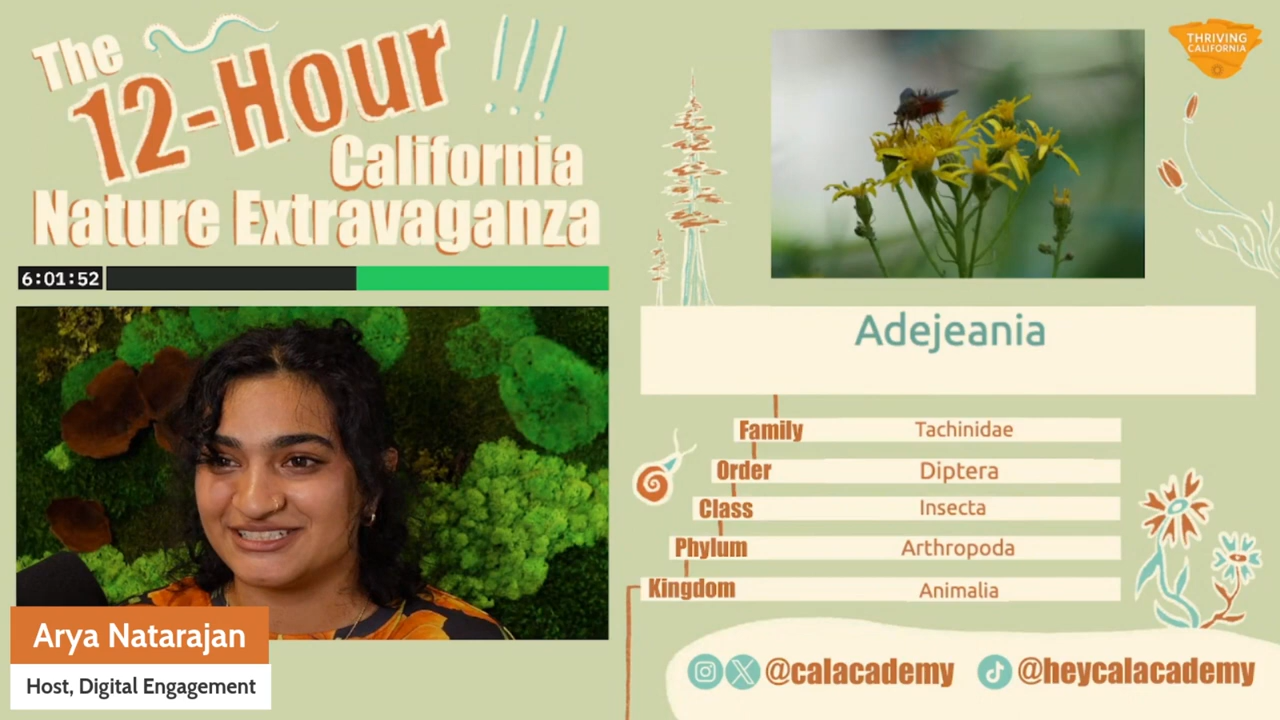 The
12-Hour !!!
California
Nature Extravaganza
6:01:52
Arya Natarajan
Host, Digital Engagement
THRIVING
CALIFORNIA
Adejeania
Family Tachinidae
Order Diptera
Class Insecta
Phylum Arthropoda
Kingdom Animalia
@calacademy @heycalacademy